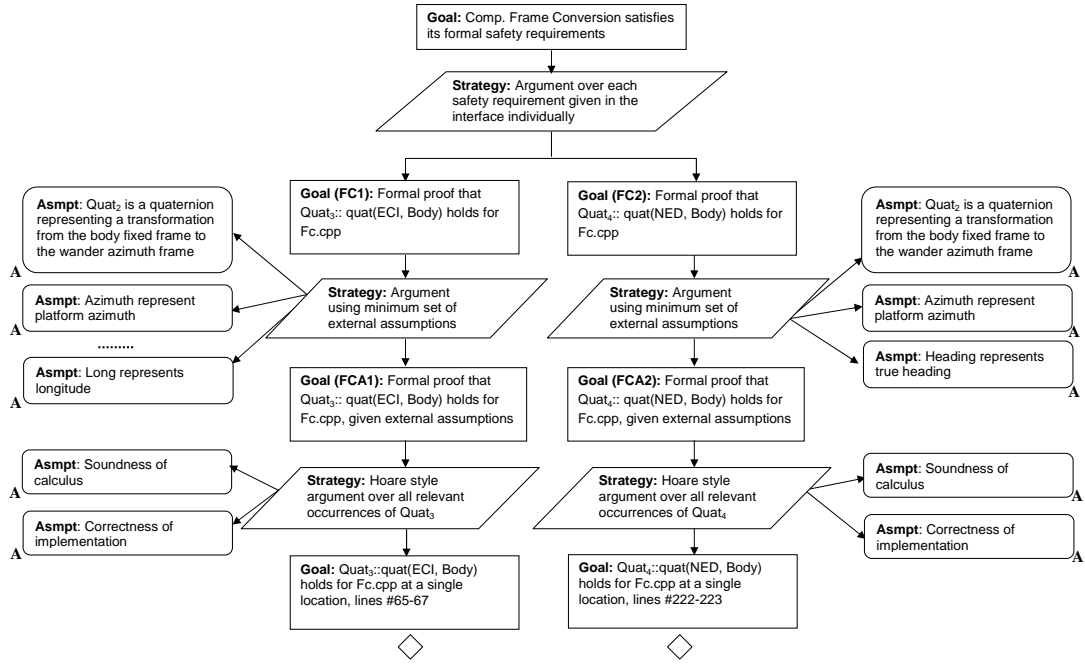 Goal: Comp. Frame Conversion satisfies
its formal safety requirements
Strategy: Argument over each
safety requirement given in the
interface individually
Asmpt: Quat₂ is a quaternion
representing a transformation
from the body fixed frame to
the wander azimuth frame
A
Goal (FC1): Formal proof that
Quat₃:: quat(ECI, Body) holds for
Fc.cpp
Goal (FC2): Formal proof that
Quat₄:: quat(NED, Body) holds for
Fc.cpp
Asmpt: Quat₂ is a quaternion
representing a transformation
from the body fixed frame to
the wander azimuth frame
A
Asmpt: Azimuth represent
platform azimuth
A
.........
Asmpt: Long represents
longitude
A
Strategy: Argument
using minimum set of
external assumptions
Strategy: Argument
using minimum set of
external assumptions
Asmpt: Azimuth represent
platform azimuth
A
Asmpt: Heading represents
true heading
A
Goal (FCA1): Formal proof that
Quat₃:: quat(ECI, Body) holds for
Fc.cpp, given external assumptions
Goal (FCA2): Formal proof that
Quat₄:: quat(NED, Body) holds for
Fc.cpp, given external assumptions
Asmpt: Soundness of
calculus
A
Asmpt: Correctness of
implementation
A
Strategy: Hoare style
argument over all relevant
occurrences of Quat₃
Strategy: Hoare style
argument over all relevant
occurrences of Quat₄
Asmpt: Soundness of
calculus
A
Asmpt: Correctness of
implementation
A
Goal: Quat₃::quat(ECI, Body)
holds for Fc.cpp at a single
location, lines #65-67
Goal: Quat₄::quat(NED, Body)
holds for Fc.cpp at a single
location, lines #222-223